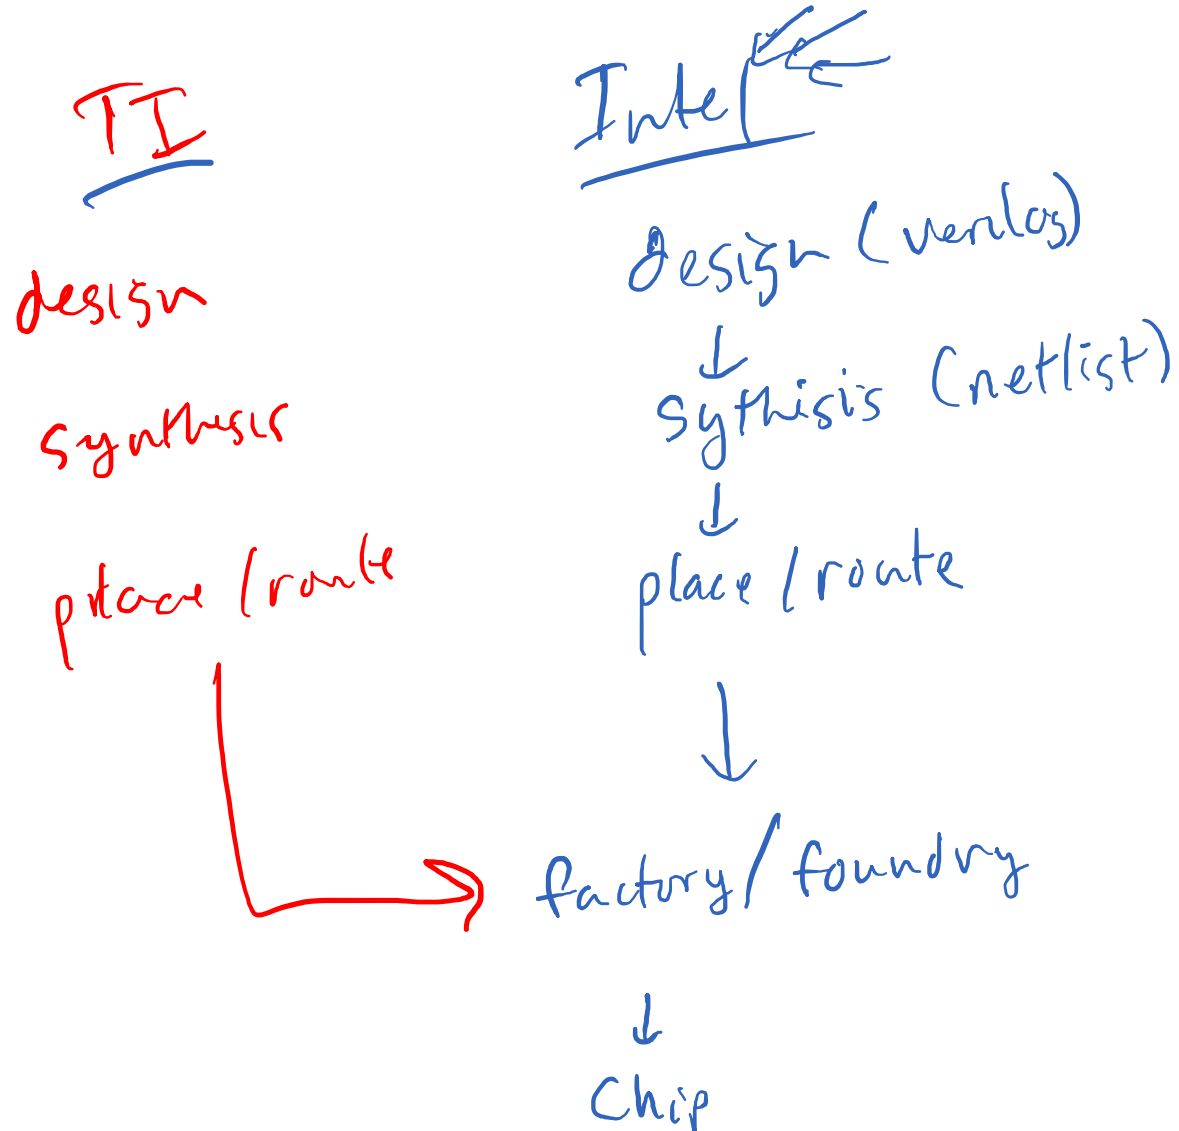 TI
design
synthesis
place/route
Intel
design (verilog)
sythisis (netlist)
place/route
factory/foundry
Chip